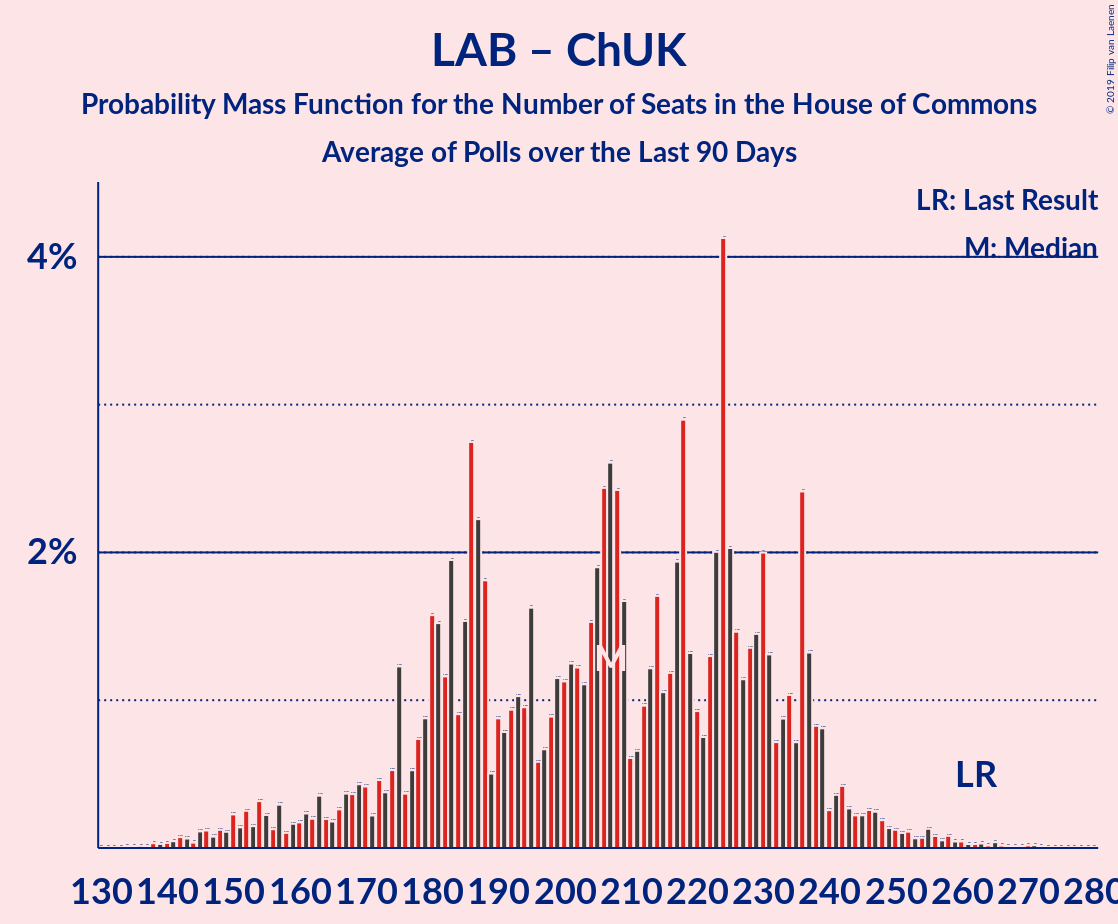 LAB – ChUK
Probability Mass Function for the Number of Seats in the House of Commons
Average of Polls over the Last 90 Days
© 2019 Filip van Laenen
LR: Last Result
M: Median
4%
2%
M
LR
130 140 150 160 170 180 190 200 210 220 230 240 250 260 270 280